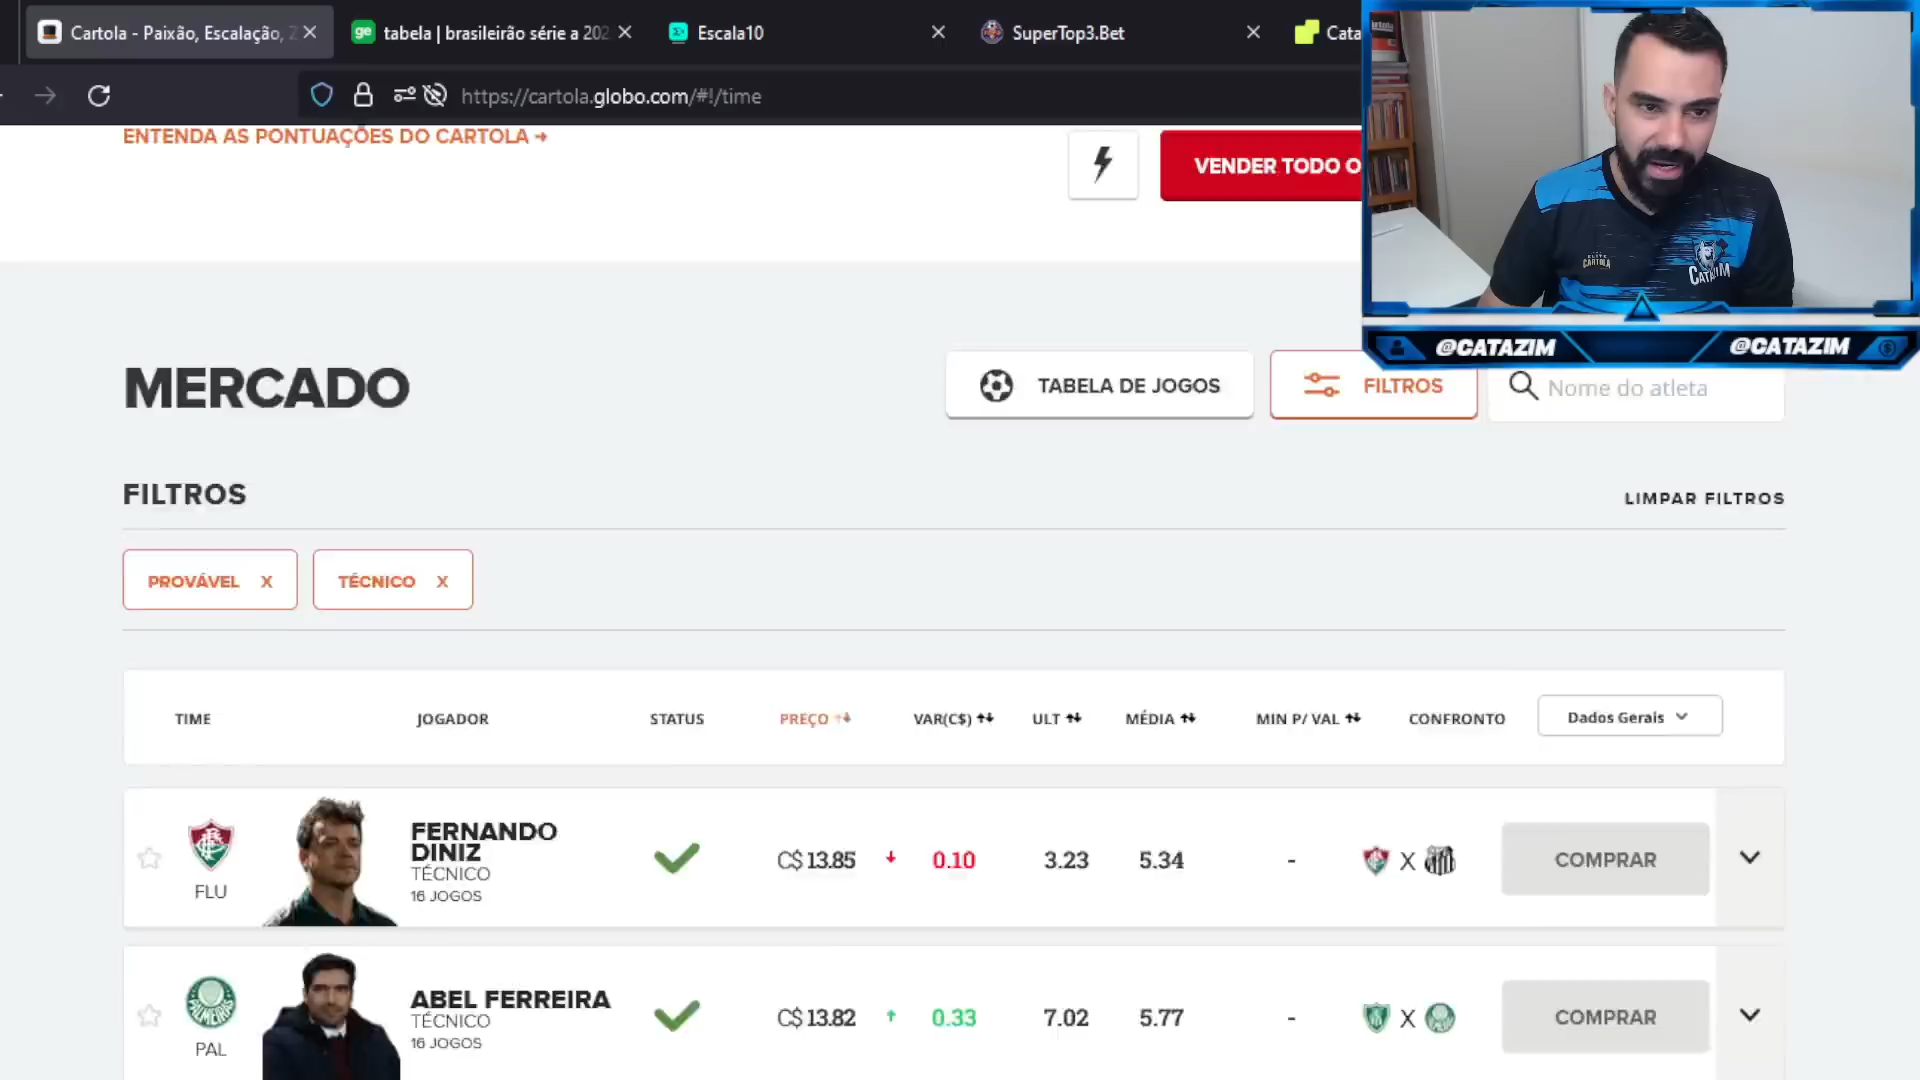 Cartola - Paixão, Escalação,
tabela | brasileirão série a 202
Escala10
SuperTop3.Bet
Cata
https://cartola.globo.com/#!/time
ENTENDA AS PONTUAÇÕES DO CARTOLA →
VENDER TODO O
ELITE
CARTOLA
CATAZIM
@CATAZIM
@CATAZIM
MERCADO
TABELA DE JOGOS
FILTROS
Nome do atleta
FILTROS
LIMPAR FILTROS
PROVÁVEL X
TÉCNICO X
TIME
JOGADOR
STATUS
PREÇO
VAR(C$)
ULT
MÉDIA
MIN P/ VAL
CONFRONTO
Dados Gerais
FLU
FERNANDO
DINIZ
TÉCNICO
16 JOGOS
C$ 13.85
0.10
3.23
5.34
-
X
COMPRAR
PAL
ABEL FERREIRA
TÉCNICO
16 JOGOS
C$ 13.82
0.33
7.02
5.77
-
X
COMPRAR